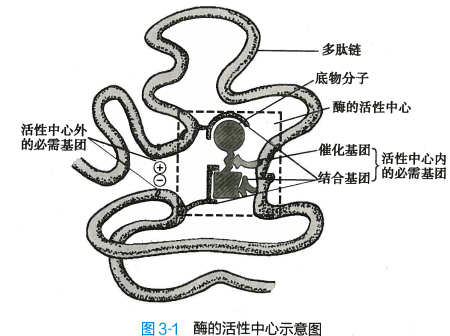 多肽链
底物分子
酶的活性中心
活性中心外
的必需基团
催化基团
结合基团
活性中心内
的必需基团
+
−
图 3-1 酶的活性中心示意图